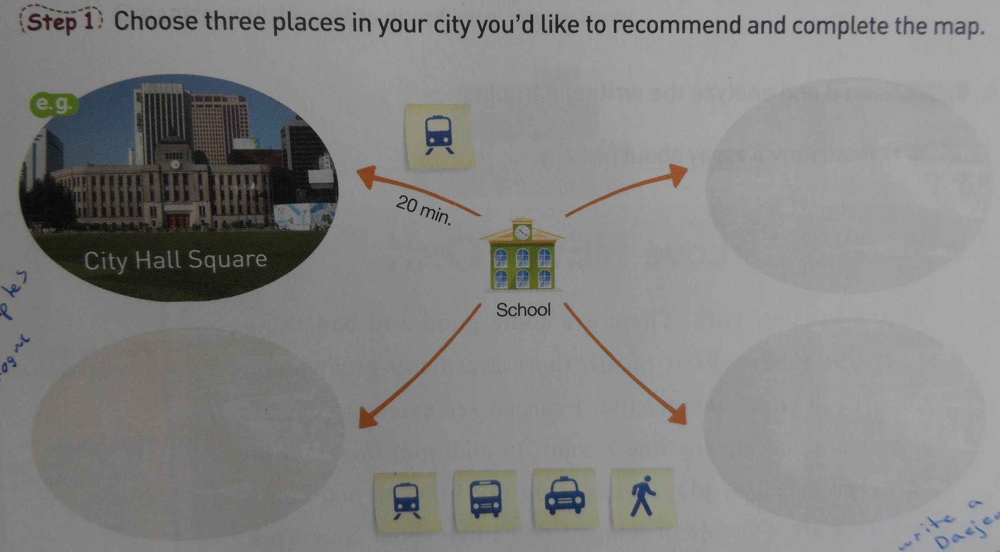 Step 1 Choose three places in your city you'd like to recommend and complete the map.
e.g.
City Hall Square
20 min.
School
write a